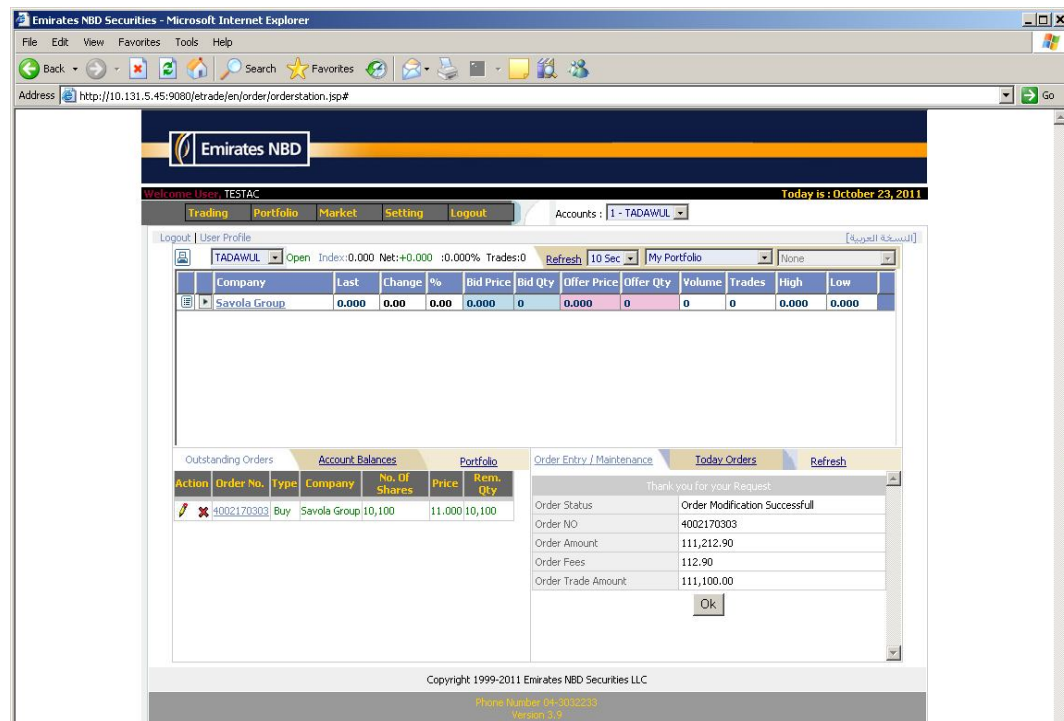 Emirates NBD Securities - Microsoft Internet Explorer
File Edit View Favorites Tools Help
Back Search Favorites
Address http://10.131.5.45:9080/etrade/en/order/orderstation.jsp# Go
Emirates NBD
Welcome User, TESTAC Today is : October 23, 2011
Trading Portfolio Market Setting Logout Accounts : 1 - TADAWUL
Logout | User Profile [النسخة العربية]
TADAWUL Open Index:0.000 Net:+0.000 :0.000% Trades:0 Refresh 10 Sec My Portfolio None
Company Last Change % Bid Price Bid Qty Offer Price Offer Qty Volume Trades High Low
Savola Group 0.000 0.00 0.00 0.000 0 0.000 0 0 0 0.000 0.000
Outstanding Orders Account Balances Portfolio
Action Order No. Type Company No. Of Shares Price Rem. Qty
4002170303 Buy Savola Group 10,100 11.000 10,100
Order Entry / Maintenance Today Orders Refresh
Thank you for your Request
Order Status Order Modification Successfull
Order NO 4002170303
Order Amount 111,212.90
Order Fees 112.90
Order Trade Amount 111,100.00
Ok
Copyright 1999-2011 Emirates NBD Securities LLC
Phone Number 04-3032233
Version 3.9